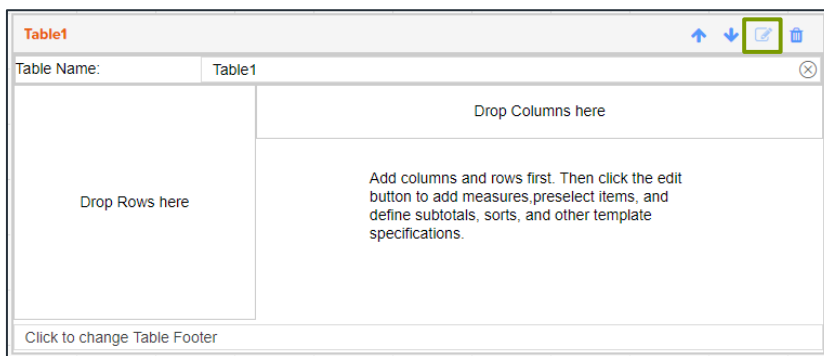 Table1
Table Name:
Table1
Drop Columns here
Drop Rows here
Add columns and rows first. Then click the edit
button to add measures,preselect items, and
define subtotals, sorts, and other template
specifications.
Click to change Table Footer